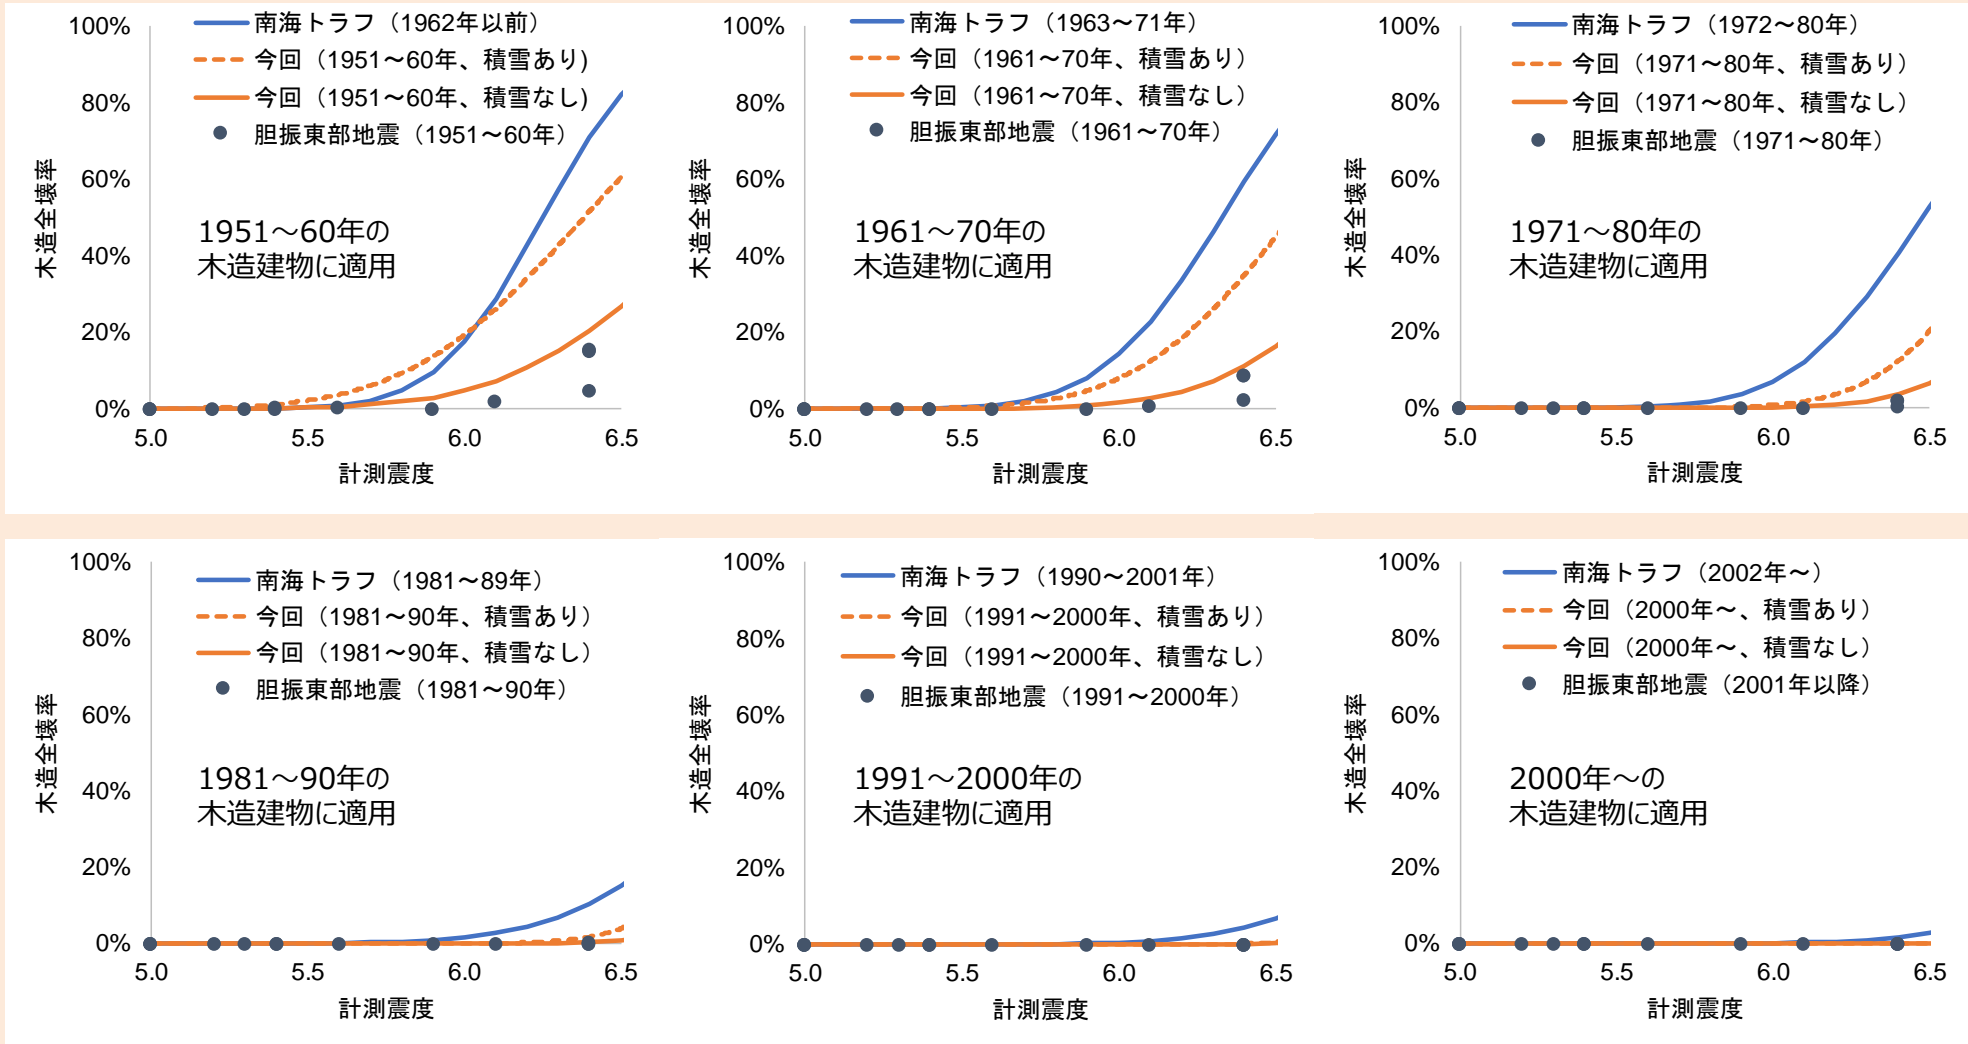 100%
80%
60%
40%
20%
0%
木造全壊率
南海トラフ（1962年以前）
今回（1951～60年、積雪あり）
今回（1951～60年、積雪なし）
胆振東部地震（1951～60年）
1951～60年の
木造建物に適用
5.0
5.5
6.0
6.5
計測震度
100%
80%
60%
40%
20%
0%
木造全壊率
南海トラフ（1963～71年）
今回（1961～70年、積雪あり）
今回（1961～70年、積雪なし）
胆振東部地震（1961～70年）
1961～70年の
木造建物に適用
5.0
5.5
6.0
6.5
計測震度
100%
80%
60%
40%
20%
0%
木造全壊率
南海トラフ（1972～80年）
今回（1971～80年、積雪あり）
今回（1971～80年、積雪なし）
胆振東部地震（1971～80年）
1971～80年の
木造建物に適用
5.0
5.5
6.0
6.5
計測震度
100%
80%
60%
40%
20%
0%
木造全壊率
南海トラフ（1981～89年）
今回（1981～90年、積雪あり）
今回（1981～90年、積雪なし）
胆振東部地震（1981～90年）
1981～90年の
木造建物に適用
5.0
5.5
6.0
6.5
計測震度
100%
80%
60%
40%
20%
0%
木造全壊率
南海トラフ（1990～2001年）
今回（1991～2000年、積雪あり）
今回（1991～2000年、積雪なし）
胆振東部地震（1991～2000年）
1991～2000年の
木造建物に適用
5.0
5.5
6.0
6.5
計測震度
100%
80%
60%
40%
20%
0%
木造全壊率
南海トラフ（2002年～）
今回（2000年～、積雪あり）
今回（2000年～、積雪なし）
胆振東部地震（2001年以降）
2000年～の
木造建物に適用
5.0
5.5
6.0
6.5
計測震度